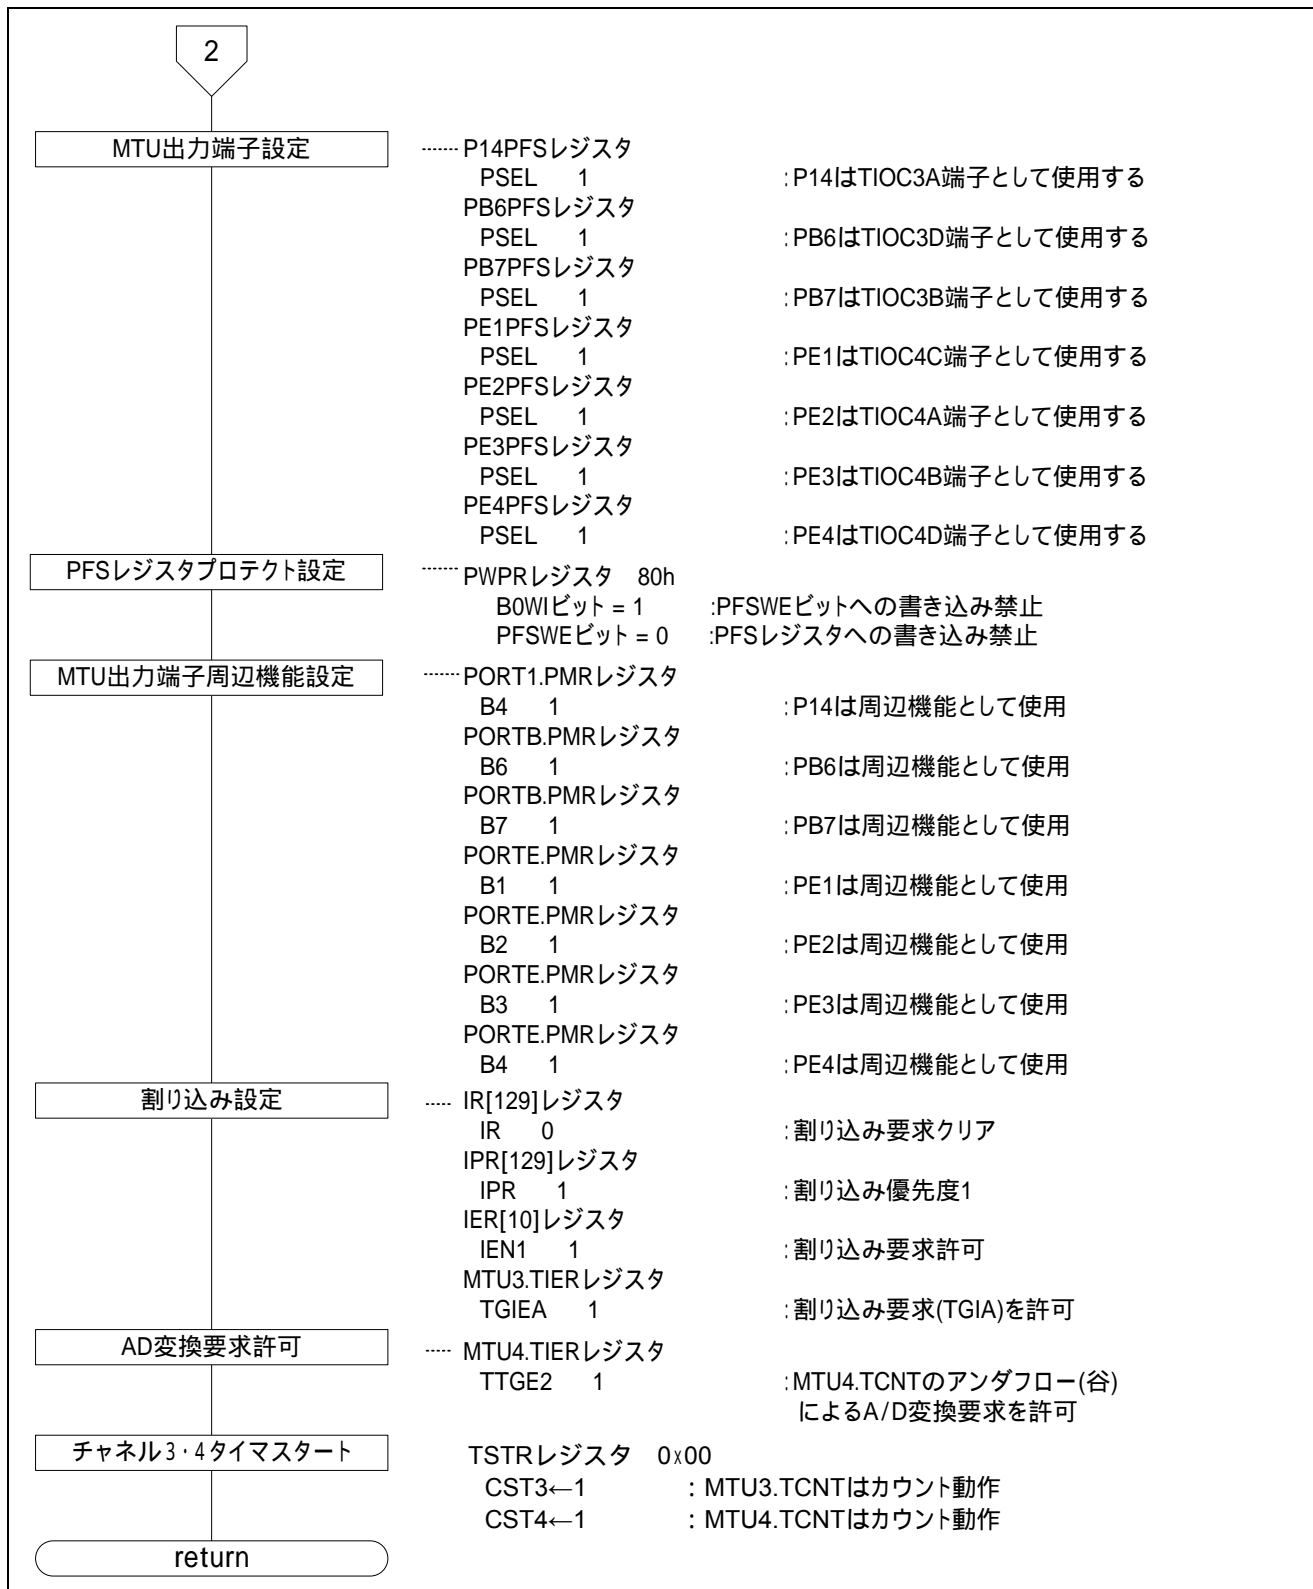 2
MTU出力端子設定
P14PFSレジスタ
PSEL 1 :P14はTIOC3A端子として使用する
PB6PFSレジスタ
PSEL 1 :PB6はTIOC3D端子として使用する
PB7PFSレジスタ
PSEL 1 :PB7はTIOC3B端子として使用する
PE1PFSレジスタ
PSEL 1 :PE1はTIOC4C端子として使用する
PE2PFSレジスタ
PSEL 1 :PE2はTIOC4A端子として使用する
PE3PFSレジスタ
PSEL 1 :PE3はTIOC4B端子として使用する
PE4PFSレジスタ
PSEL 1 :PE4はTIOC4D端子として使用する
PFSレジスタプロテクト設定
PWPRレジスタ 80h
B0WIビット = 1 :PFSWEビットへの書き込み禁止
PFSWEビット = 0 :PFSレジスタへの書き込み禁止
MTU出力端子周辺機能設定
PORT1.PMRレジスタ
B4 1 :P14は周辺機能として使用
PORTB.PMRレジスタ
B6 1 :PB6は周辺機能として使用
PORTB.PMRレジスタ
B7 1 :PB7は周辺機能として使用
PORTE.PMRレジスタ
B1 1 :PE1は周辺機能として使用
PORTE.PMRレジスタ
B2 1 :PE2は周辺機能として使用
PORTE.PMRレジスタ
B3 1 :PE3は周辺機能として使用
PORTE.PMRレジスタ
B4 1 :PE4は周辺機能として使用
割り込み設定
IR[129]レジスタ
IR 0 :割り込み要求クリア
IPR[129]レジスタ
IPR 1 :割り込み優先度1
IER[10]レジスタ
IEN1 1 :割り込み要求許可
MTU3.TIERレジスタ
TGIEA 1 :割り込み要求(TGIA)を許可
AD変換要求許可
MTU4.TIERレジスタ
TTGE2 1 :MTU4.TCNTのアンダフロー(谷)
によるA/D変換要求を許可
チャネル3・4タイマスタート
TSTRレジスタ 0x00
CST3←1 : MTU3.TCNTはカウント動作
CST4←1 : MTU4.TCNTはカウント動作
return